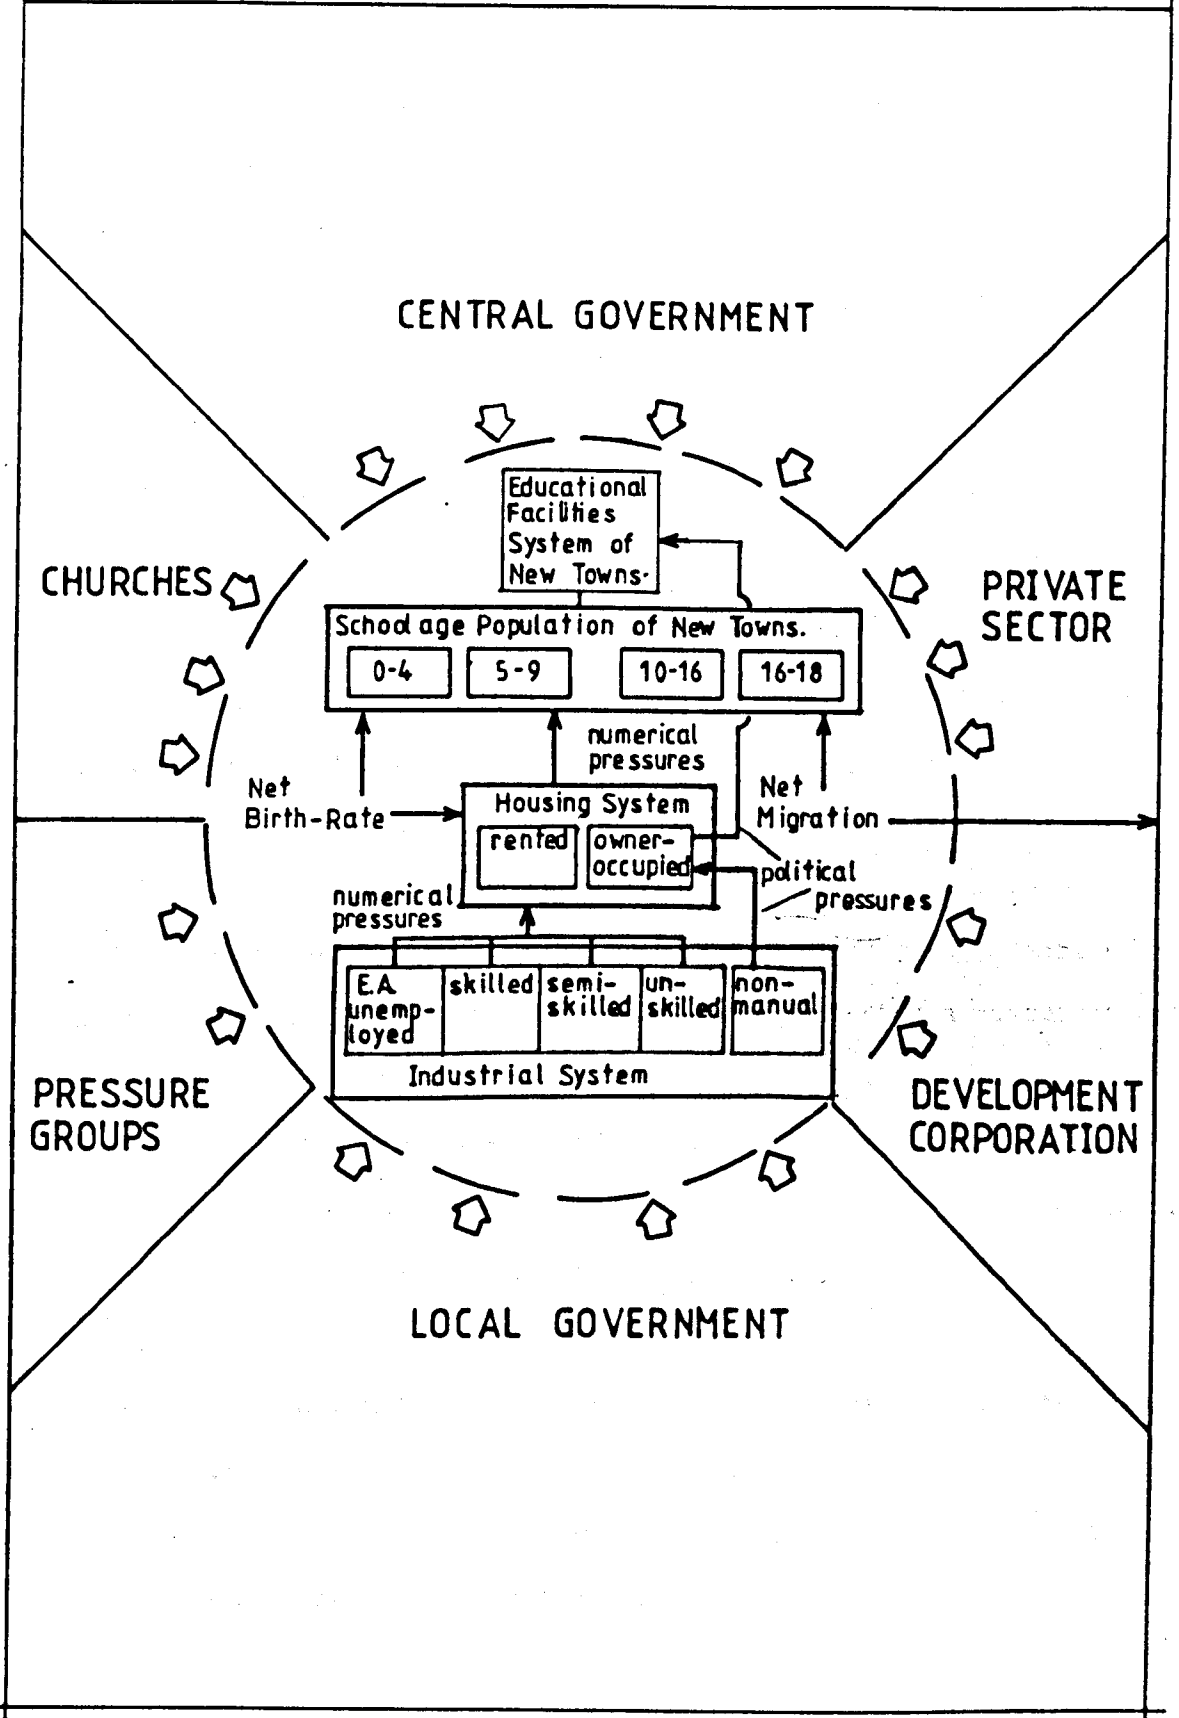 CENTRAL GOVERNMENT
Educational
Facilities
System of
New Towns.
CHURCHES
PRIVATE
SECTOR
School age Population of New Towns.
0-4
5-9
10-16
16-18
numerical
pressures
Net
Birth-Rate
Housing System
rented
owner-
occupied
Net
Migration
political
pressures
numerical
pressures
E.A.
unemp-
loyed
skilled
semi-
skilled
un-
skilled
non-
manual
Industrial System
PRESSURE
GROUPS
DEVELOPMENT
CORPORATION
LOCAL GOVERNMENT